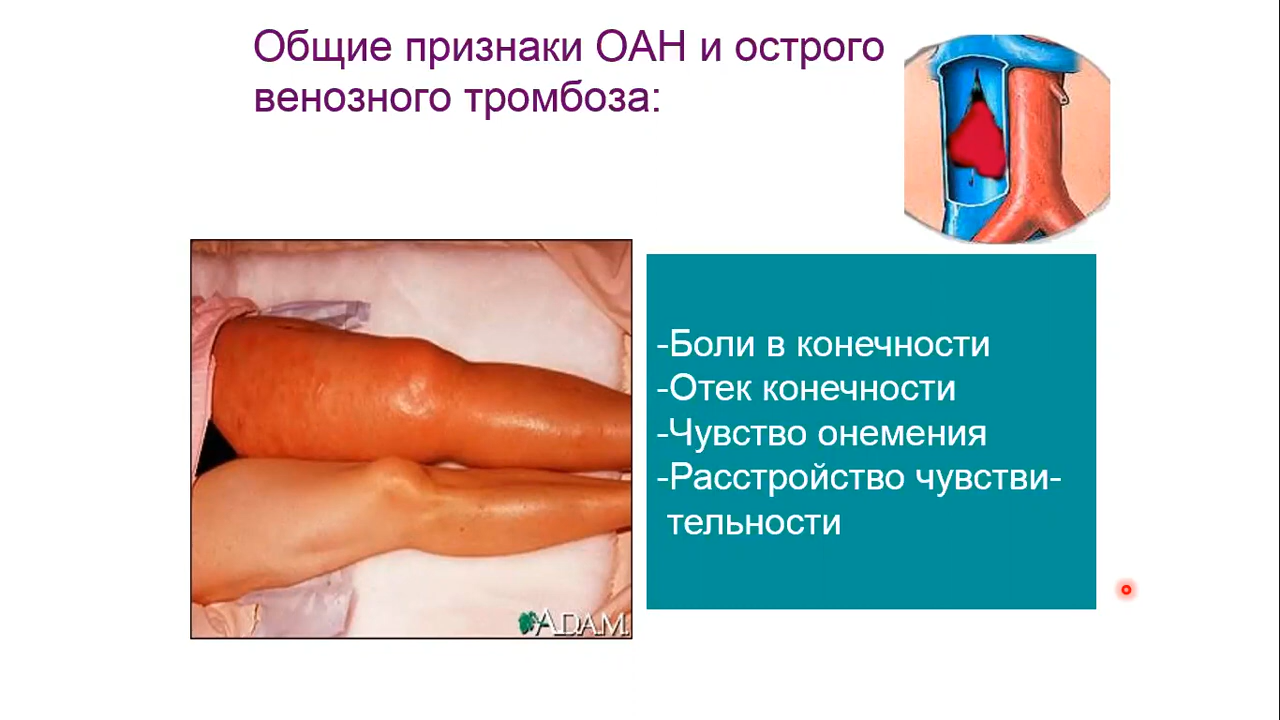 Общие признаки ОАН и острого
венозного тромбоза:
-Боли в конечности
-Отек конечности
-Чувство онемения
-Расстройство чувстви-
тельности
ADAM.